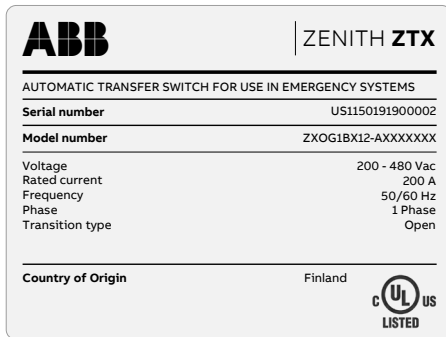 ABB
ZENITH ZTX
AUTOMATIC TRANSFER SWITCH FOR USE IN EMERGENCY SYSTEMS
Serial number US1150191900002
Model number ZXOG1BX12-AXXXXXXX
Voltage 200 - 480 Vac
Rated current 200 A
Frequency 50/60 Hz
Phase 1 Phase
Transition type Open
Country of Origin Finland
C UL US
LISTED